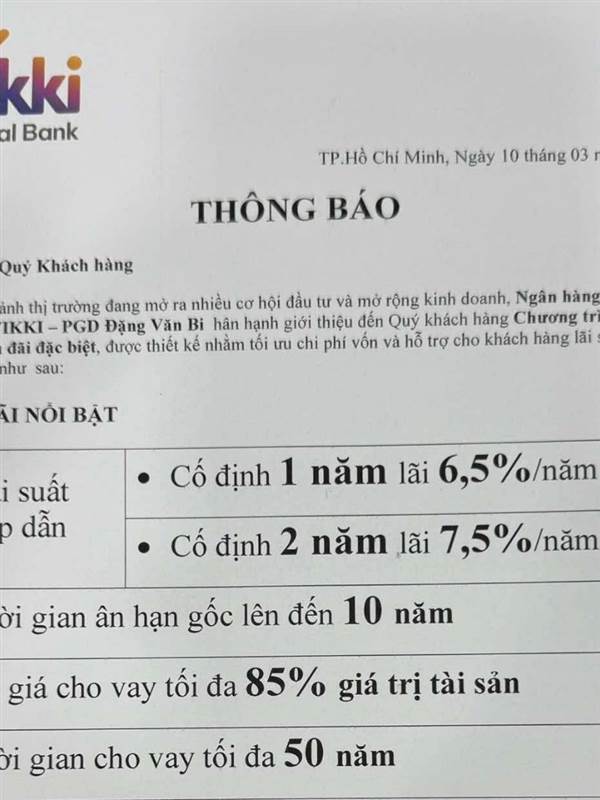 kki
al Bank
TP.Hồ Chí Minh, Ngày 10 tháng 03
THÔNG BÁO
Quý Khách hàng
ảnh thị trường đang mở ra nhiều cơ hội đầu tư và mở rộng kinh doanh, Ngân hàng
IKKI – PGD Đặng Văn Bi hân hạnh giới thiệu đến Quý khách hàng Chương trì
đãi đặc biệt, được thiết kế nhằm tối ưu chi phí vốn và hỗ trợ cho khách hàng lãi s
như sau:
ÃI NỔI BẬT
i suất
p dẫn
• Cố định 1 năm lãi 6,5%/năm
• Cố định 2 năm lãi 7,5%/năm
ời gian ân hạn gốc lên đến 10 năm
giá cho vay tối đa 85% giá trị tài sản
ời gian cho vay tối đa 50 năm